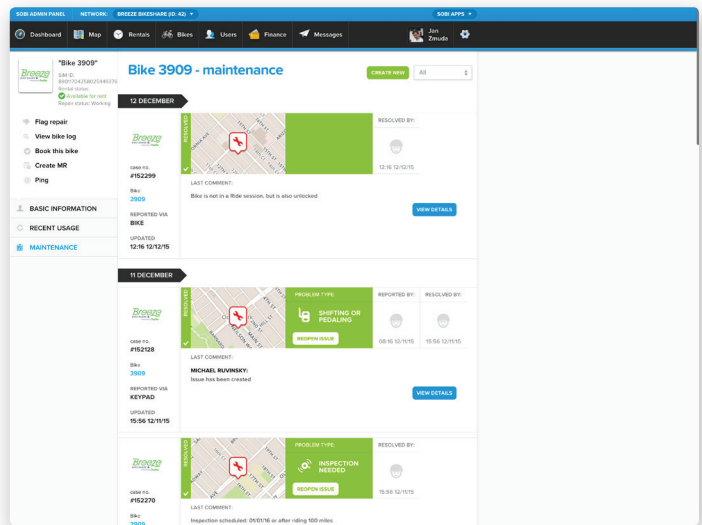 SOBI ADMIN PANEL NETWORK: BREEZE BIKESHARE (ID: 42) SOBI APPS
Dashboard Map Rentals Bikes Users Finance Messages Jan Zmuda
"Bike 3909"
SIM ID:
Rental status:
Available for rent
Repair status: Working
Flag repair
View bike log
Book this bike
Create MR
Ping
BASIC INFORMATION
RECENT USAGE
MAINTENANCE
Bike 3909 - maintenance
CREATE NEW
All
12 DECEMBER
Breeze
RESOLVED
RESOLVED BY:
12:16 12/12/15
case no.
#152299
Bike
3909
REPORTED VIA
BIKE
UPDATED
12:16 12/12/15
LAST COMMENT:
Bike is not in a Ride session, but is also unlocked
VIEW DETAILS
11 DECEMBER
Breeze
RESOLVED
PROBLEM TYPE:
SHIFTING OR
PEDALING
REOPEN ISSUE
REPORTED BY:
08:16 12/11/15
RESOLVED BY:
15:56 12/11/15
case no.
#152128
Bike
3909
REPORTED VIA
KEYPAD
UPDATED
15:56 12/11/15
LAST COMMENT:
MICHAEL RUVINSKY:
Issue has been created
VIEW DETAILS
Breeze
RESOLVED
PROBLEM TYPE:
INSPECTION
NEEDED
REOPEN ISSUE
RESOLVED BY:
15:56 12/11/15
case no.
#152270
Bike
3909
LAST COMMENT:
Inspection scheduled: 01/01/16 or after riding 100 miles